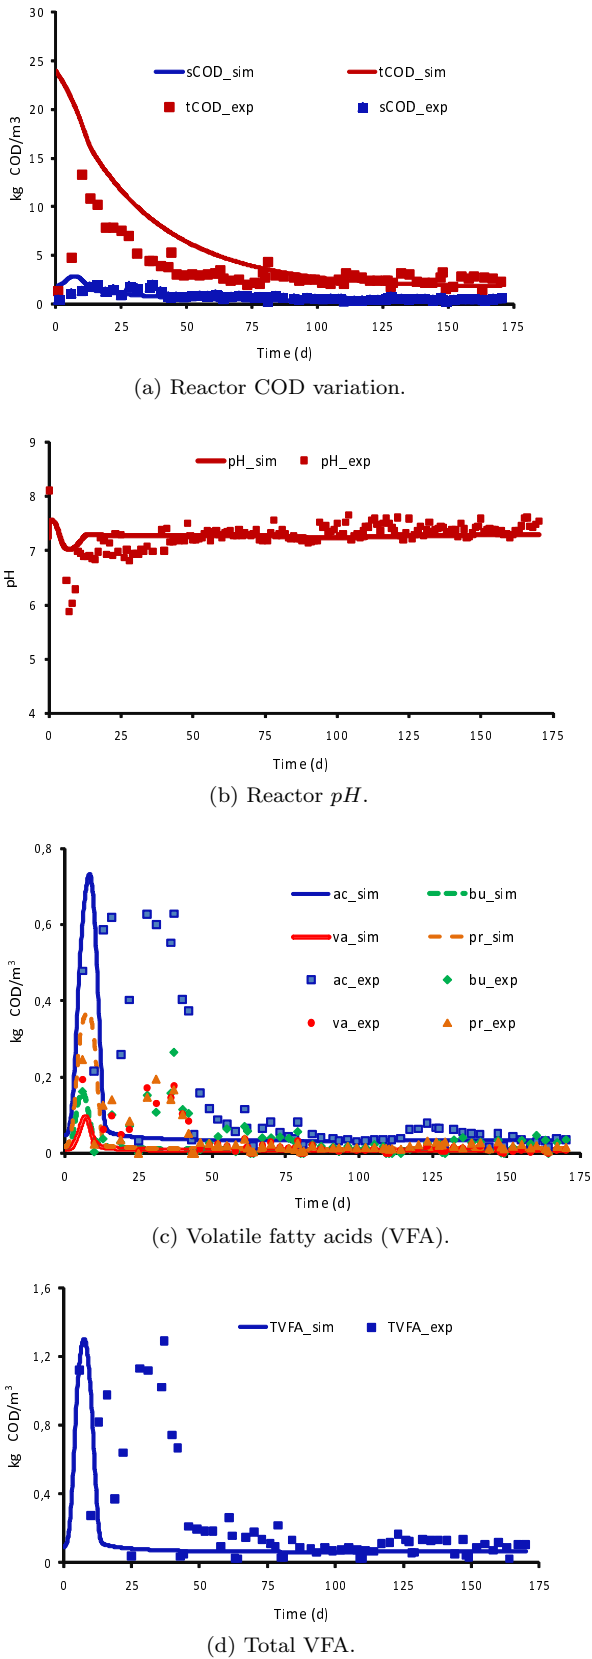 30
25
20
15
10
5
0
kg COD/m3
sCOD_sim
tCOD_sim
tCOD_exp
sCOD_exp
0 25 50 75 100 125 150 175
Time (d)
(a) Reactor COD variation.
9
8
7
6
5
4
pH
pH_sim
pH_exp
0 25 50 75 100 125 150 175
Time (d)
(b) Reactor pH.
0,8
0,6
0,4
0,2
0
kg COD/m³
ac_sim
bu_sim
va_sim
pr_sim
ac_exp
bu_exp
va_exp
pr_exp
0 25 50 75 100 125 150 175
Time (d)
(c) Volatile fatty acids (VFA).
1,6
1,2
0,8
0,4
0
kg COD/m³
TVFA_sim
TVFA_exp
0 25 50 75 100 125 150 175
Time (d)
(d) Total VFA.